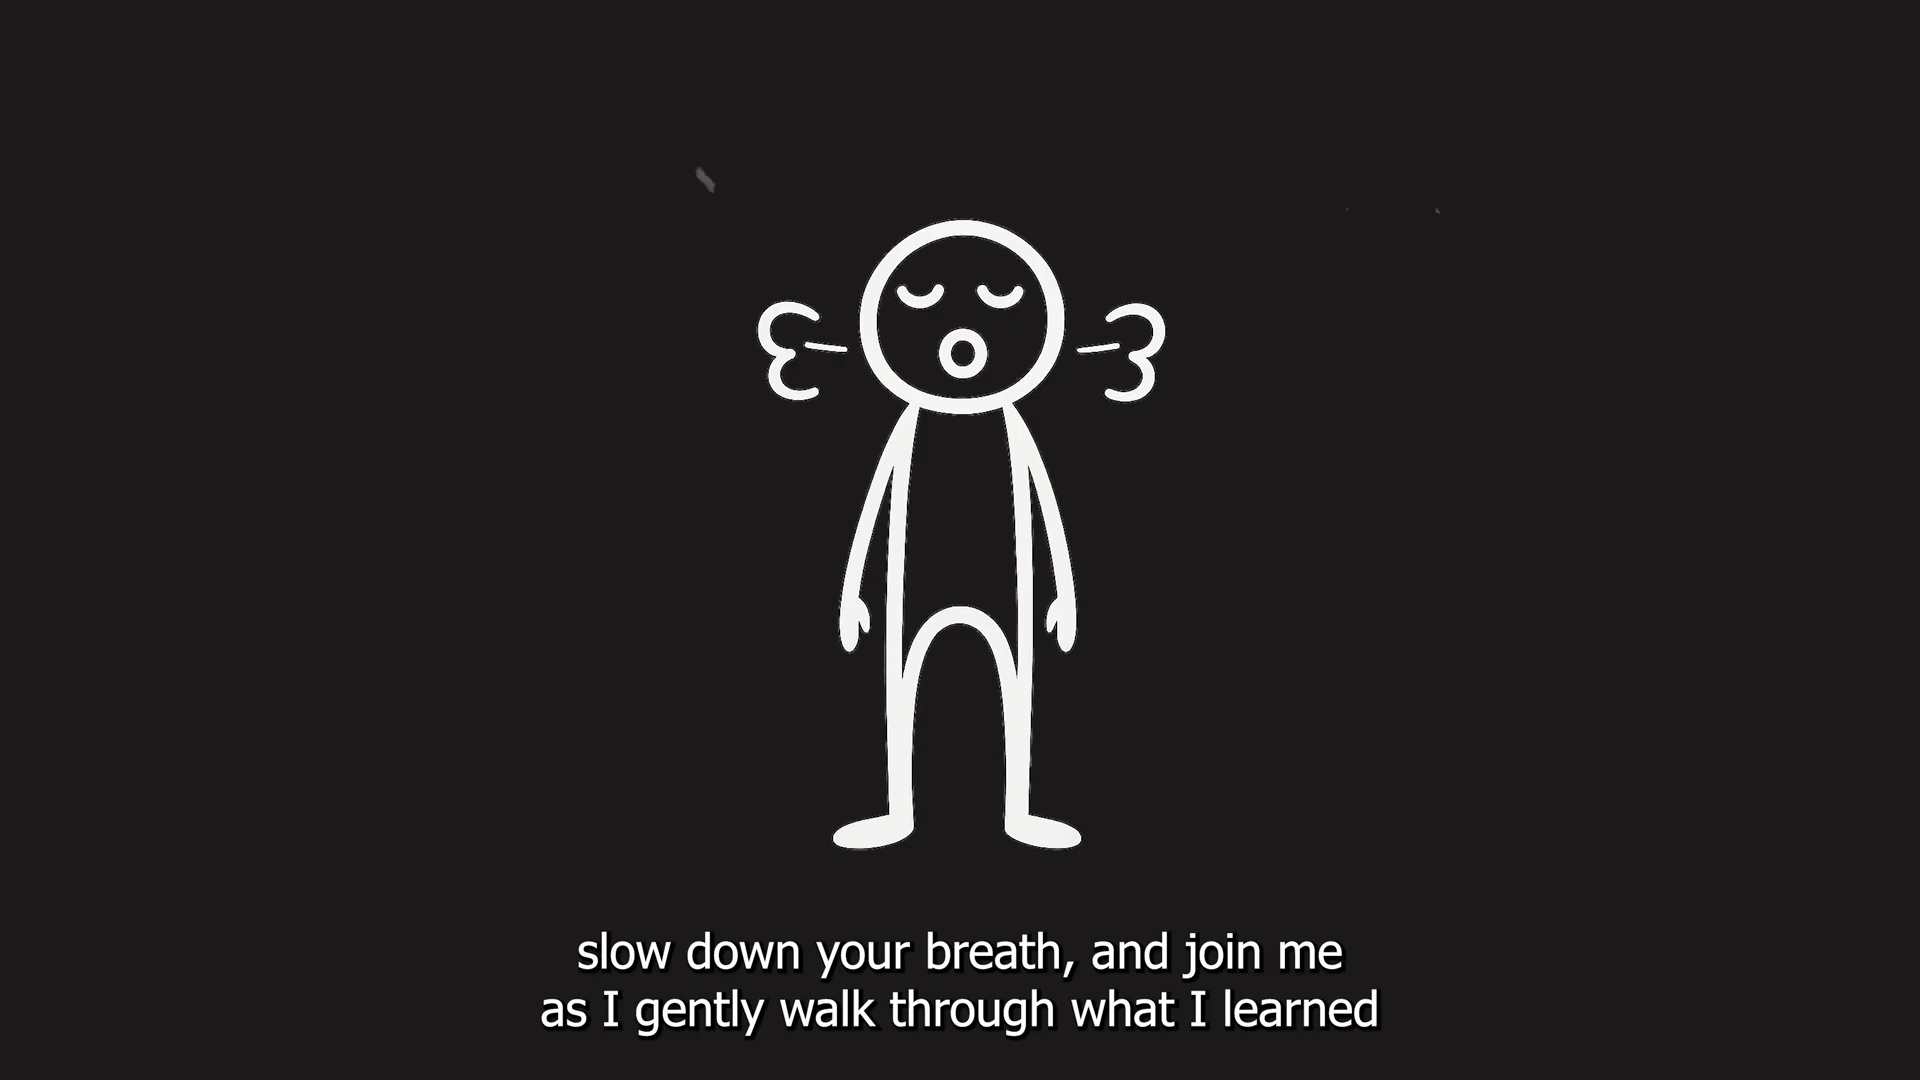 slow down your breath, and join me
as I gently walk through what I learned